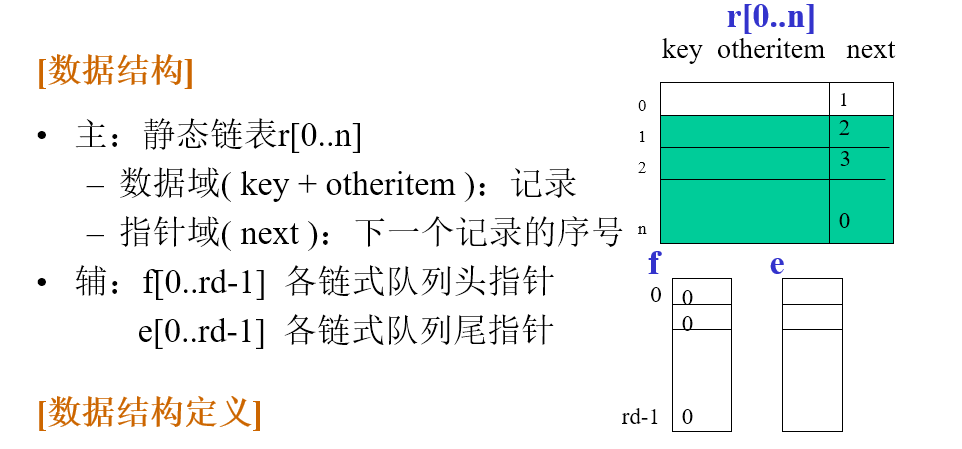 r[0..n]
key otheritem next
[数据结构]
• 主：静态链表r[0..n]
– 数据域( key + otheritem )：记录
– 指针域( next )：下一个记录的序号
• 辅：f[0..rd-1] 各链式队列头指针
e[0..rd-1] 各链式队列尾指针
[数据结构定义]
0 1
1 2
2 3
n 0
f e
0 0
0
rd-1 0